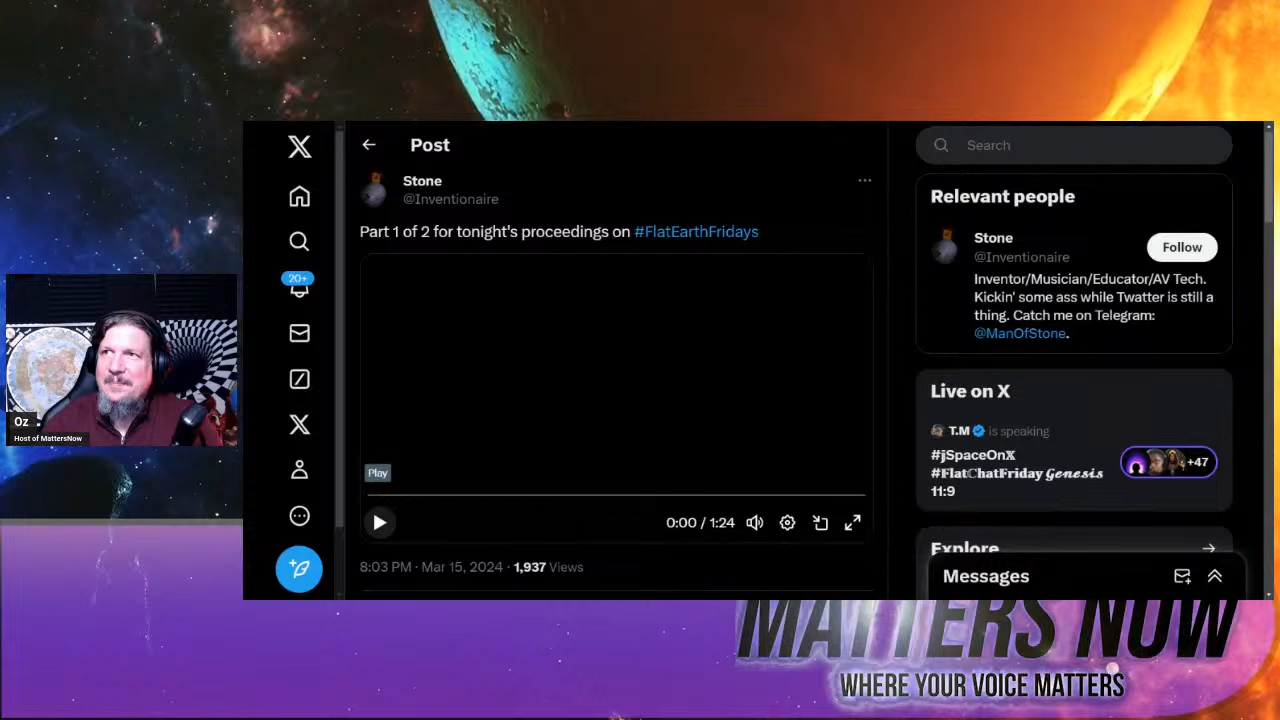 Post
Stone
@Inventionaire
Part 1 of 2 for tonight's proceedings on #FlatEarthFridays
Play
0:00 / 1:24
8:03 PM · Mar 15, 2024 · 1,937 Views
20+
Search
Relevant people
Stone
@Inventionaire
Follow
Inventor/Musician/Educator/AV Tech.
Kickin' some ass while Twatter is still a
thing. Catch me on Telegram:
@ManOfStone.
Live on X
T.M is speaking
#jSpaceOn𝕏
#FlatChatFriday Genesis
11:9
+47
Explore
Messages
Oz
Host of MattersNow
MATTERS NOW
WHERE YOUR VOICE MATTERS